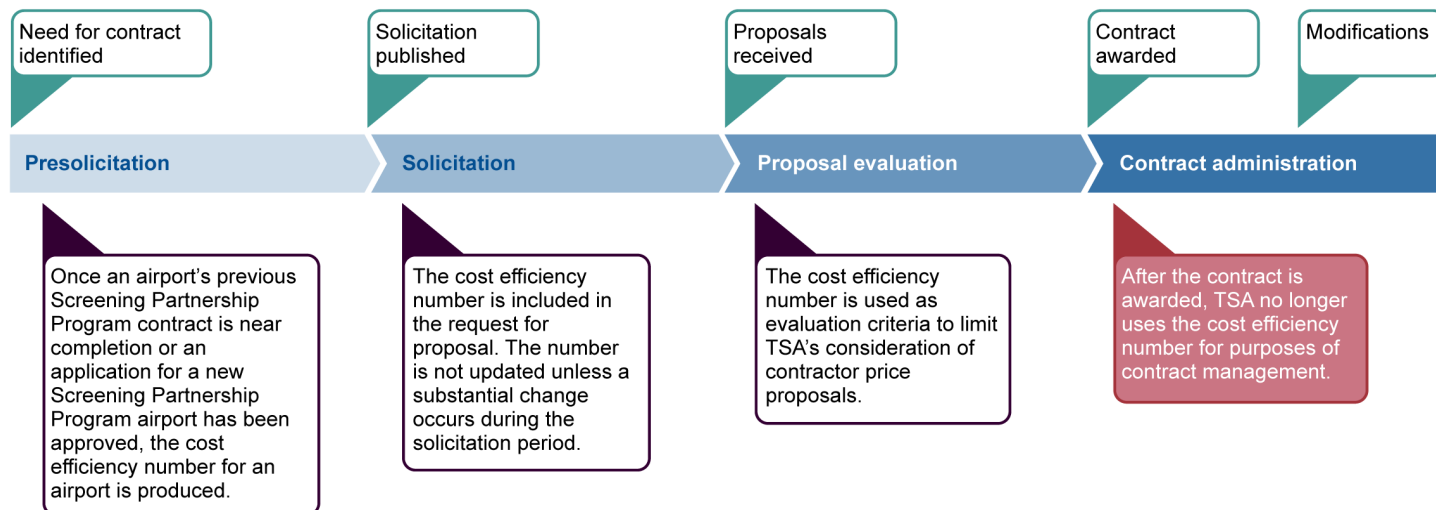 Need for contract
identified
Solicitation
published
Proposals
received
Contract
awarded
Modifications
Presolicitation
Solicitation
Proposal evaluation
Contract administration
Once an airport’s previous
Screening Partnership
Program contract is near
completion or an
application for a new
Screening Partnership
Program airport has been
approved, the cost
efficiency number for an
airport is produced.
The cost efficiency
number is included in
the request for
proposal. The number
is not updated unless a
substantial change
occurs during the
solicitation period.
The cost efficiency
number is used as
evaluation criteria to limit
TSA’s consideration of
contractor price
proposals.
After the contract is
awarded, TSA no longer
uses the cost efficiency
number for purposes of
contract management.